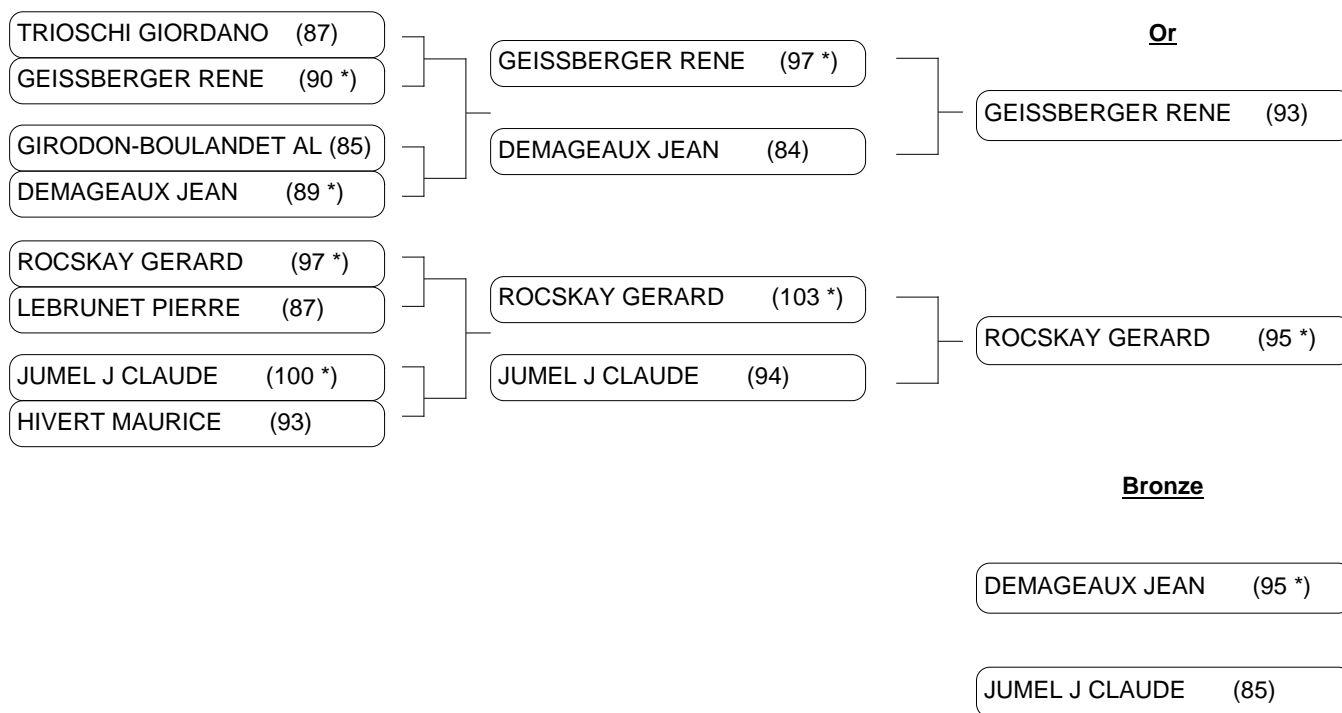 TRIOSCHI GIORDANO (87)
GEISSBERGER RENE (90 *)
GIRODON-BOULANDET AL (85)
DEMAGEAUX JEAN (89 *)
ROCSKAY GERARD (97 *)
LEBRUNET PIERRE (87)
JUMEL J CLAUDE (100 *)
HIVERT MAURICE (93)
GEISSBERGER RENE (97 *)
DEMAGEAUX JEAN (84)
ROCSKAY GERARD (103 *)
JUMEL J CLAUDE (94)
Or
GEISSBERGER RENE (93)
ROCSKAY GERARD (95 *)
Bronze
DEMAGEAUX JEAN (95 *)
JUMEL J CLAUDE (85)